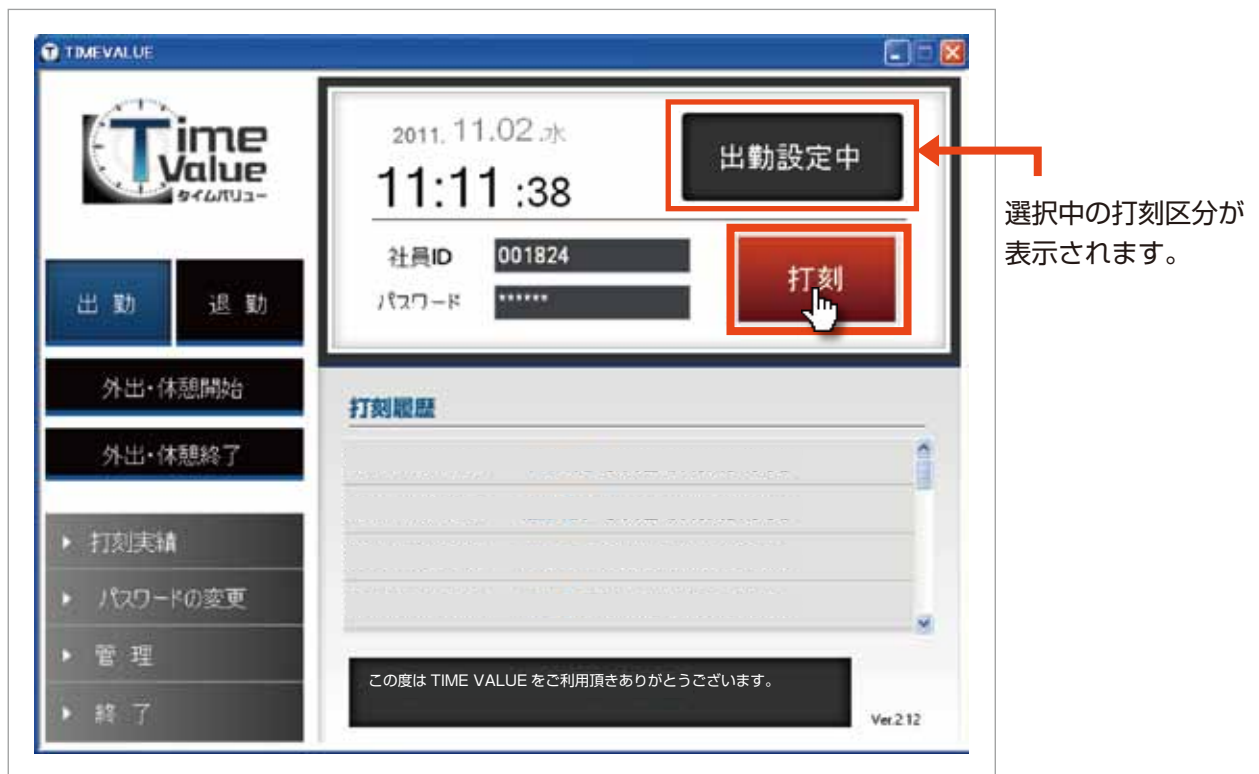 TIMEVALUE
Time
Value
タイムバリュー
2011. 11.02.水
11:11:38
出勤設定中
選択中の打刻区分が
表示されます。
社員ID 001824
パスワード ******
打刻
出勤 退勤
外出・休憩開始
外出・休憩終了
打刻履歴
打刻実績
パスワードの変更
管理
終了
この度は TIME VALUE をご利用頂きありがとうございます。
Ver.2.12